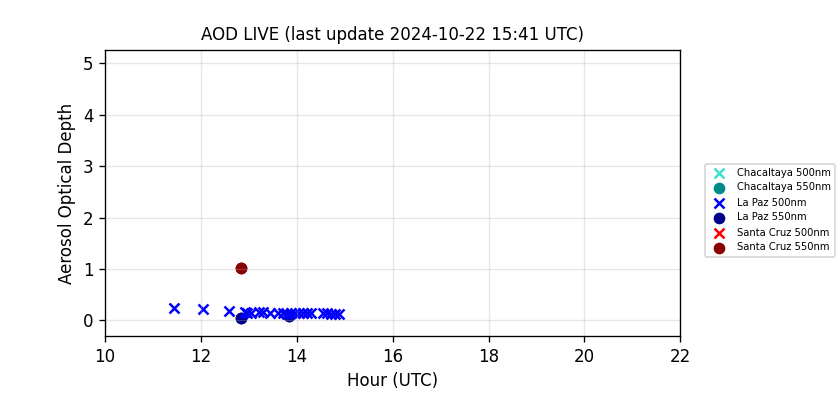 AOD LIVE (last update 2024-10-22 15:41 UTC)
5
4
3
2
1
0
Aerosol Optical Depth
10 12 14 16 18 20 22
Hour (UTC)
Chacaltaya 500nm
Chacaltaya 550nm
La Paz 500nm
La Paz 550nm
Santa Cruz 500nm
Santa Cruz 550nm